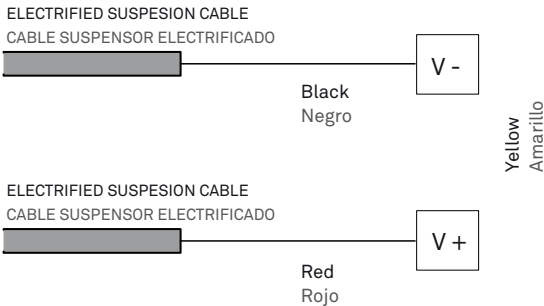 ELECTRIFIED SUSPESION CABLE
CABLE SUSPENSOR ELECTRIFICADO
V -
Black
Negro
Yellow
Amarillo
ELECTRIFIED SUSPESION CABLE
CABLE SUSPENSOR ELECTRIFICADO
V +
Red
Rojo